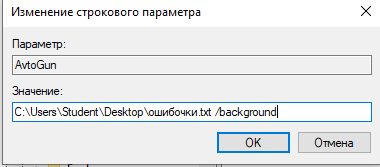 Изменение строкового параметра
Параметр:
AvtoGun
Значение:
C:\Users\Student\Desktop\ошибочки.txt /background
OK
Отмена